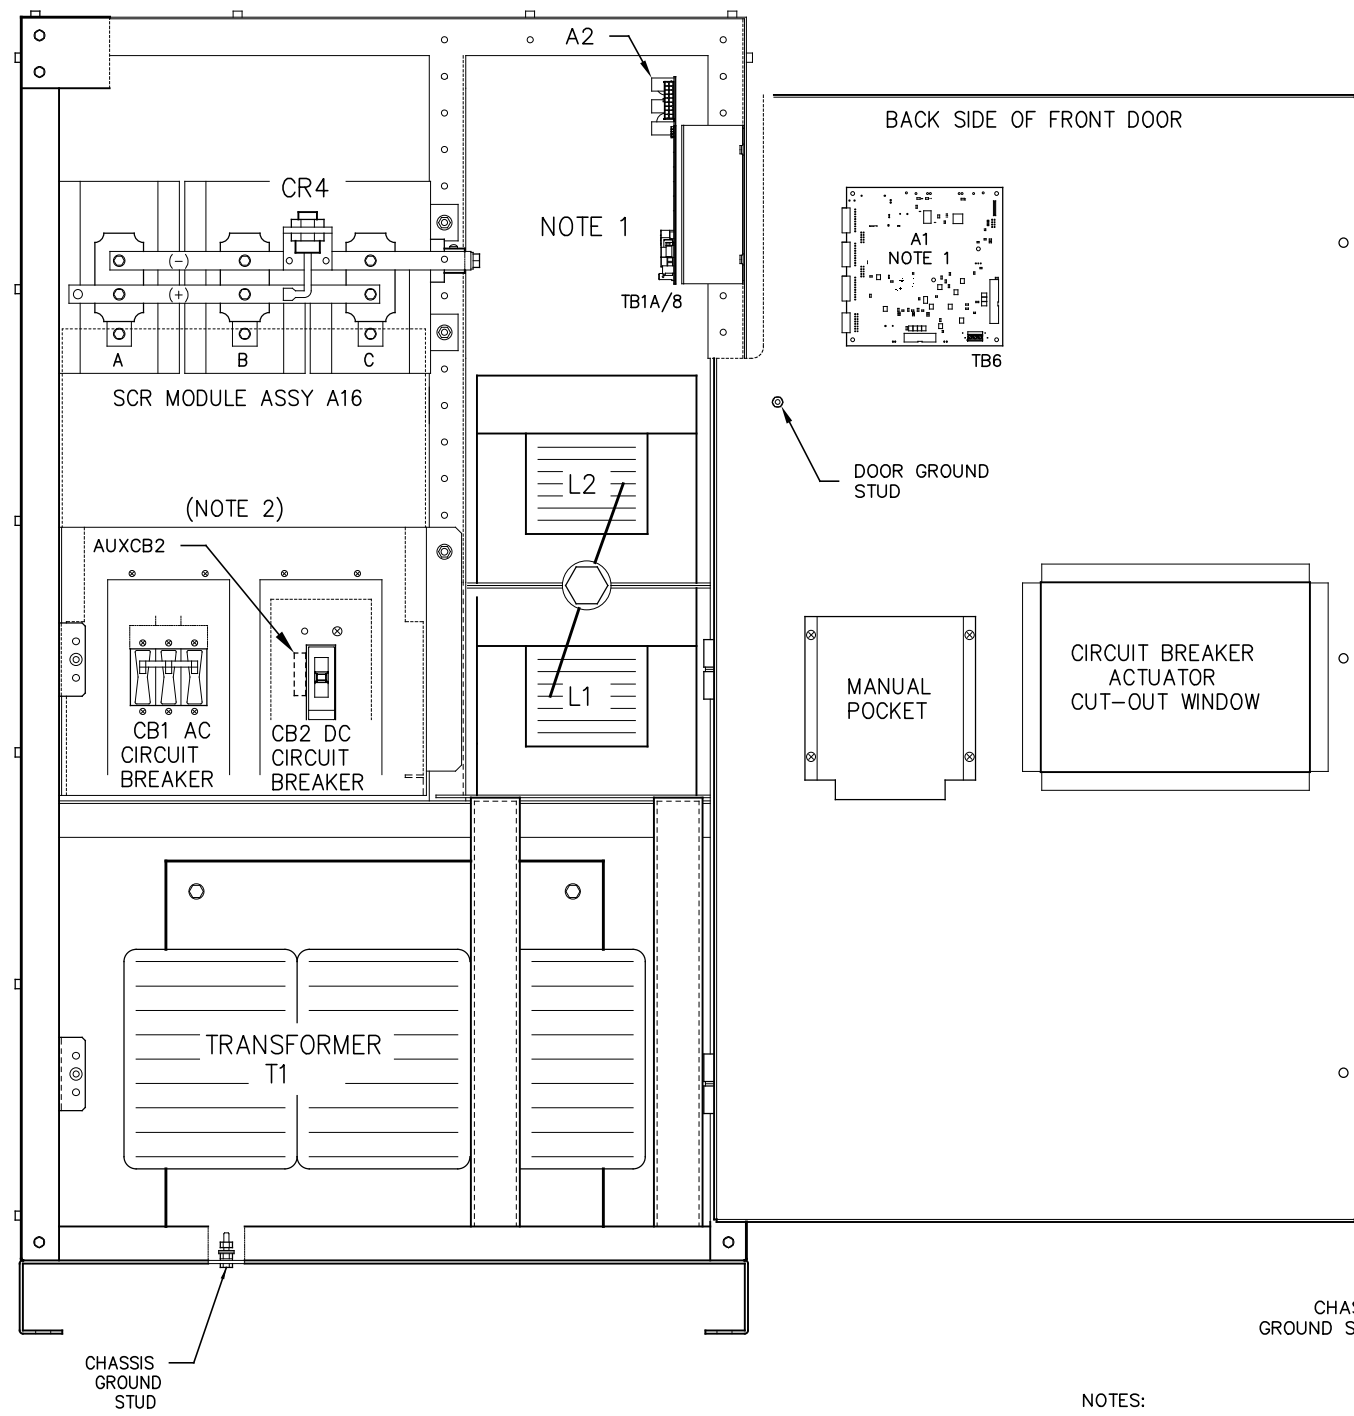 A2
BACK SIDE OF FRONT DOOR
CR4
NOTE 1
A1
NOTE 1
(-)
(+)
TB1A/8
A
B
C
TB6
SCR MODULE ASSY A16
DOOR GROUND
STUD
L2
(NOTE 2)
AUXCB2
CIRCUIT BREAKER
ACTUATOR
CUT-OUT WINDOW
MANUAL
POCKET
L1
CB1 AC
CIRCUIT
BREAKER
CB2 DC
CIRCUIT
BREAKER
TRANSFORMER
T1
CHAS
GROUND S
CHASSIS
GROUND
STUD
NOTES: